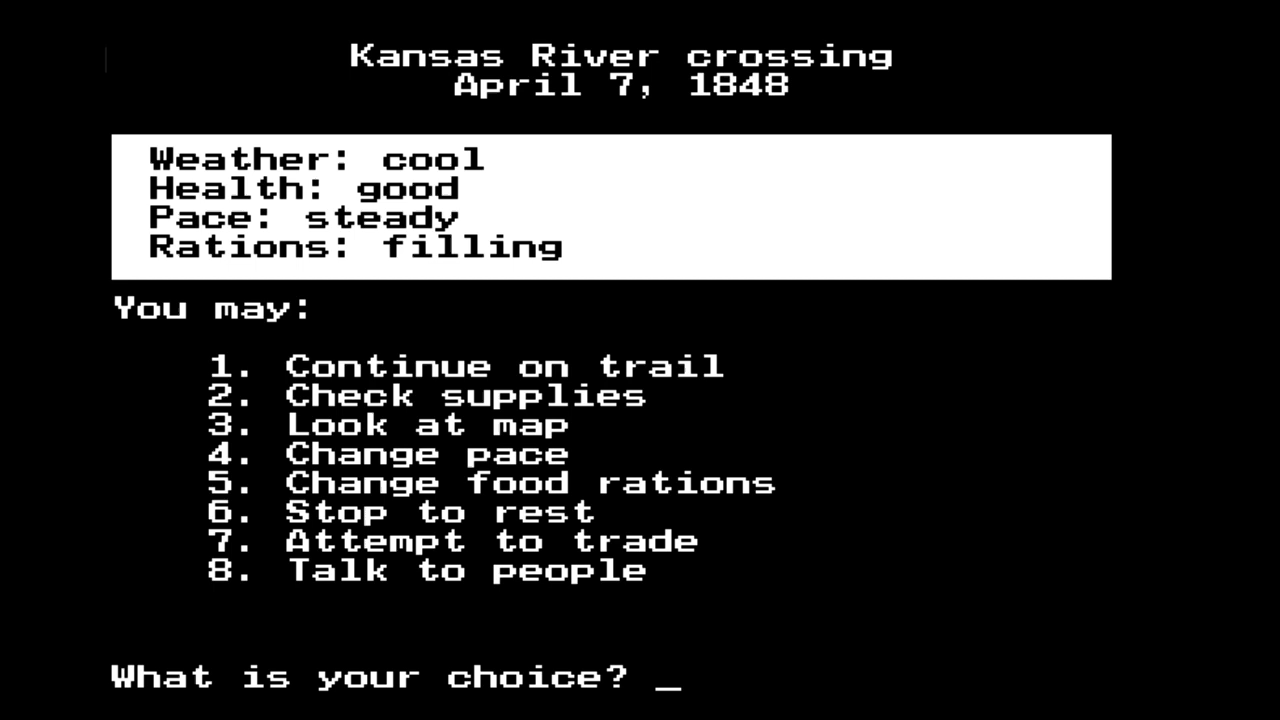 Kansas River crossing
April 7, 1848
Weather: cool
Health: good
Pace: steady
Rations: filling
You may:
1. Continue on trail
2. Check supplies
3. Look at map
4. Change pace
5. Change food rations
6. Stop to rest
7. Attempt to trade
8. Talk to people
What is your choice? _